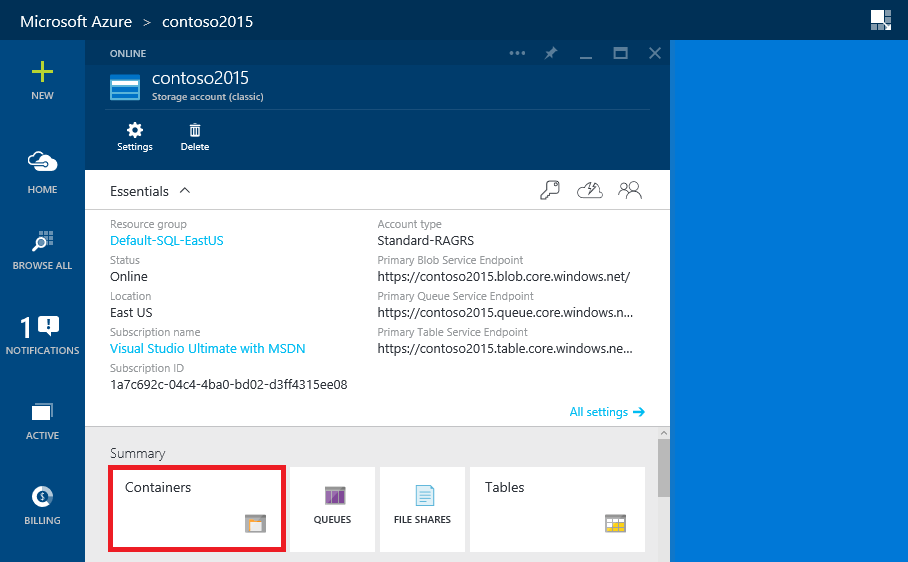 Microsoft Azure > contoso2015
NEW
HOME
BROWSE ALL
1
NOTIFICATIONS
ACTIVE
BILLING
ONLINE
contoso2015
Storage account (classic)
Settings
Delete
Essentials
Resource group
Default-SQL-EastUS
Status
Online
Location
East US
Subscription name
Visual Studio Ultimate with MSDN
Subscription ID
1a7c692c-04c4-4ba0-bd02-d3ff4315ee08
Account type
Standard-RAGRS
Primary Blob Service Endpoint
https://contoso2015.blob.core.windows.net/
Primary Queue Service Endpoint
https://contoso2015.queue.core.windows.n...
Primary Table Service Endpoint
https://contoso2015.table.core.windows.ne...
All settings →
Summary
Containers
QUEUES
FILE SHARES
Tables